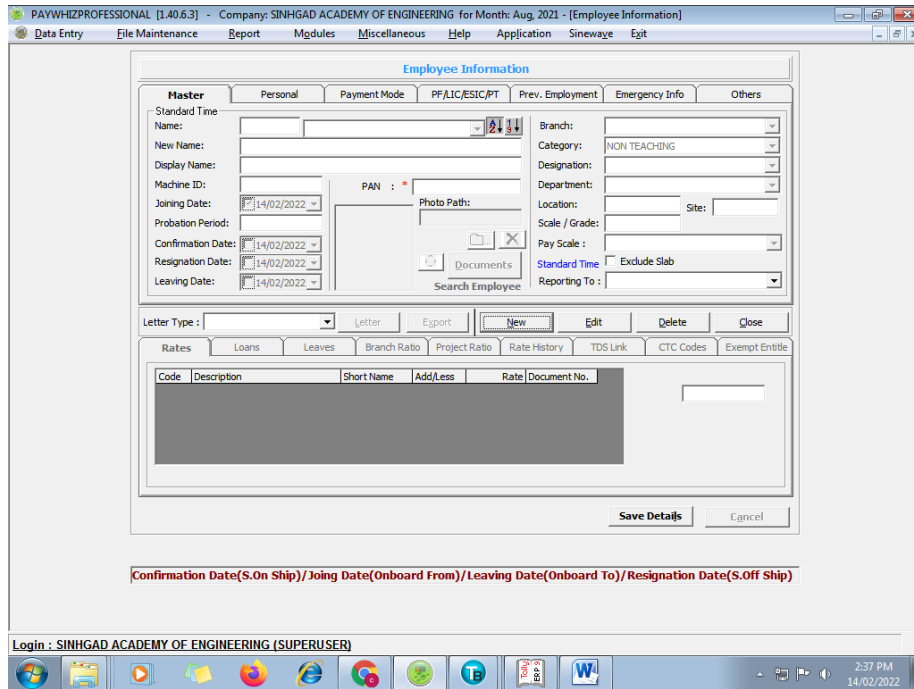 PAYWHIZPROFESSIONAL [1.40.6.3] - Company: SINHGAD ACADEMY OF ENGINEERING for Month: Aug, 2021 - [Employee Information]
Data Entry File Maintenance Report Modules Miscellaneous Help Application Sinewave Exit
Employee Information
Master Personal Payment Mode PF/LIC/ESIC/PT Prev. Employment Emergency Info Others
Standard Time
Name: Branch:
New Name: Category: NON TEACHING
Display Name: Designation:
Machine ID: PAN : * Department:
Joining Date: 14/02/2022 Photo Path: Location: Site:
Probation Period: Scale / Grade:
Confirmation Date: 14/02/2022 Pay Scale :
Resignation Date: 14/02/2022 Documents Standard Time Exclude Slab
Leaving Date: 14/02/2022 Search Employee Reporting To :
Letter Type : Letter Export New Edit Delete Close
Rates Loans Leaves Branch Ratio Project Ratio Rate History TDS Link CTC Codes Exempt Entitle
Code Description Short Name Add/Less Rate Document No.
Save Details Cancel
Confirmation Date(S.On Ship)/Joing Date(Onboard From)/Leaving Date(Onboard To)/Resignation Date(S.Off Ship)
Login : SINHGAD ACADEMY OF ENGINEERING (SUPERUSER)
2:37 PM
14/02/2022